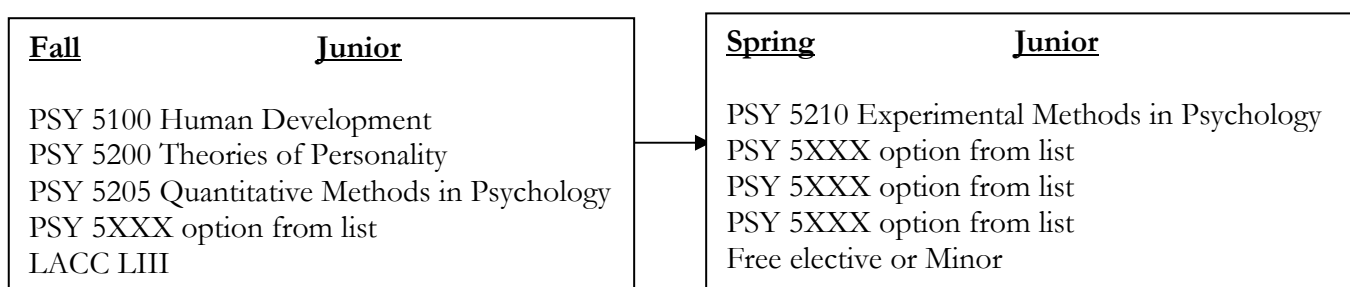 Fall Junior
PSY 5100 Human Development
PSY 5200 Theories of Personality
PSY 5205 Quantitative Methods in Psychology
PSY 5XXX option from list
LACC LIII
Spring Junior
PSY 5210 Experimental Methods in Psychology
PSY 5XXX option from list
PSY 5XXX option from list
PSY 5XXX option from list
Free elective or Minor